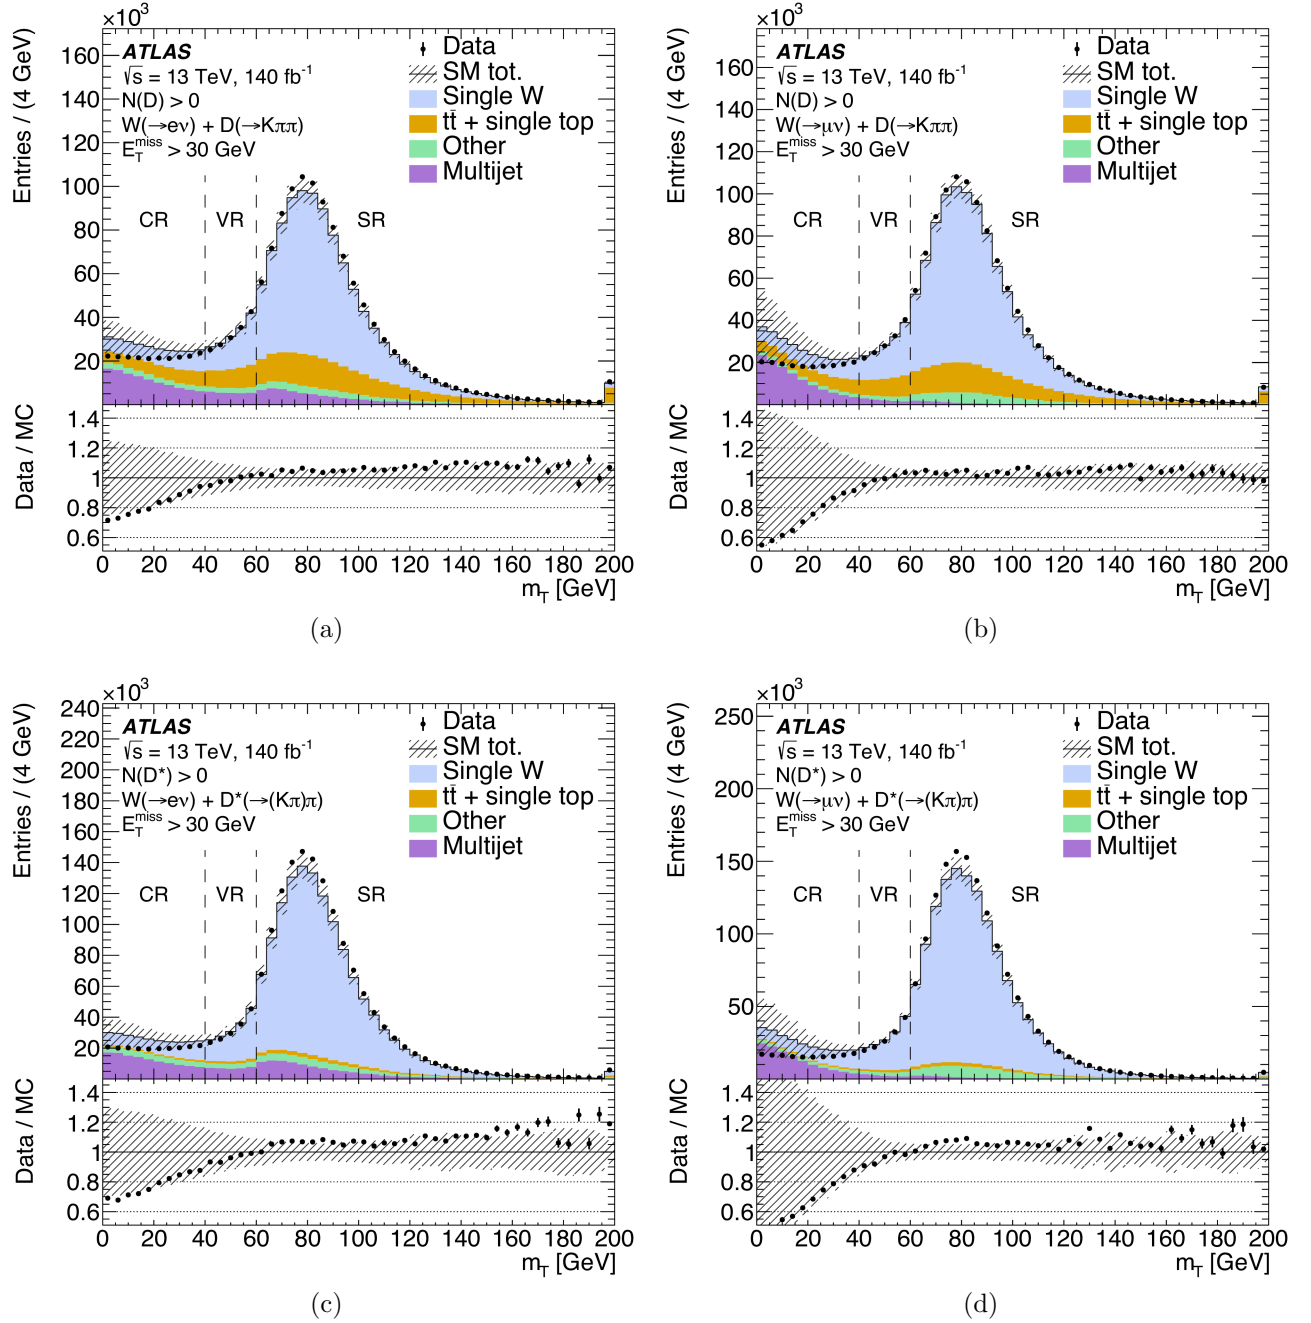 ×10³
Entries / (4 GeV)
160
140
120
100
80
60
40
20
ATLAS
√s = 13 TeV, 140 fb⁻¹
N(D) > 0
W(→eν) + D(→Kππ)
E_T^miss > 30 GeV
Data
SM tot.
Single W
tt̄ + single top
Other
Multijet
CR
VR
SR
Data / MC
1.4
1.2
1
0.8
0.6
0 20 40 60 80 100 120 140 160 180 200
m_T [GeV]
(a)
×10³
Entries / (4 GeV)
160
140
120
100
80
60
40
20
ATLAS
√s = 13 TeV, 140 fb⁻¹
N(D) > 0
W(→μν) + D(→Kππ)
E_T^miss > 30 GeV
Data
SM tot.
Single W
tt̄ + single top
Other
Multijet
CR
VR
SR
Data / MC
1.4
1.2
1
0.8
0.6
0 20 40 60 80 100 120 140 160 180 200
m_T [GeV]
(b)
×10³
Entries / (4 GeV)
240
220
200
180
160
140
120
100
80
60
40
20
ATLAS
√s = 13 TeV, 140 fb⁻¹
N(D*) > 0
W(→eν) + D*(→(Kπ)π)
E_T^miss > 30 GeV
Data
SM tot.
Single W
tt̄ + single top
Other
Multijet
CR
VR
SR
Data / MC
1.4
1.2
1
0.8
0.6
0 20 40 60 80 100 120 140 160 180 200
m_T [GeV]
(c)
×10³
Entries / (4 GeV)
250
200
150
100
50
ATLAS
√s = 13 TeV, 140 fb⁻¹
N(D*) > 0
W(→μν) + D*(→(Kπ)π)
E_T^miss > 30 GeV
Data
SM tot.
Single W
tt̄ + single top
Other
Multijet
CR
VR
SR
Data / MC
1.4
1.2
1
0.8
0.6
0 20 40 60 80 100 120 140 160 180 200
m_T [GeV]
(d)